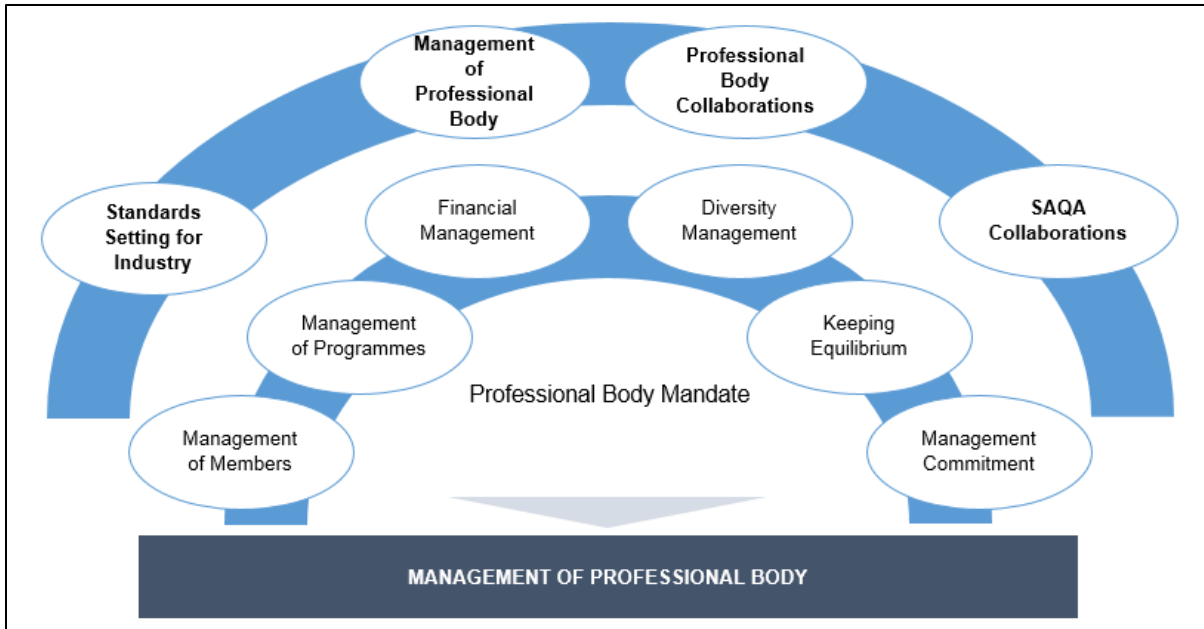 Management
of
Professional
Body
Professional
Body
Collaborations
Standards
Setting for
Industry
SAQA
Collaborations
Financial
Management
Diversity
Management
Management
of Programmes
Keeping
Equilibrium
Professional Body Mandate
Management
of Members
Management
Commitment
MANAGEMENT OF PROFESSIONAL BODY